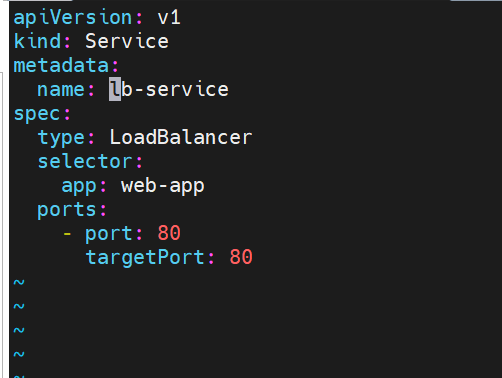 apiVersion: v1
kind: Service
metadata:
  name: lb-service
spec:
  type: LoadBalancer
  selector:
    app: web-app
  ports:
    - port: 80
      targetPort: 80
~
~
~
~
~